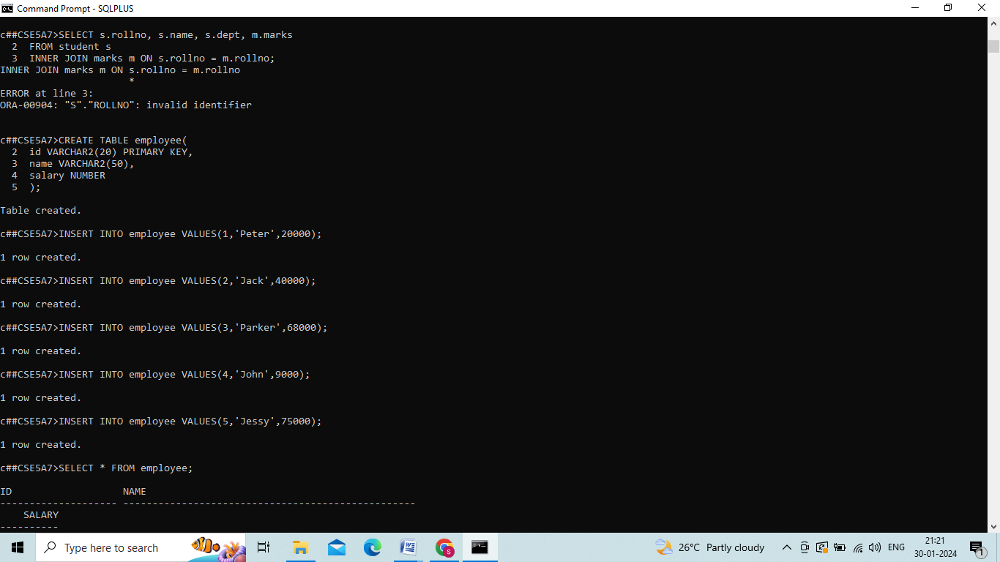 Command Prompt - SQLPLUS
c##CSE5A7>SELECT s.rollno, s.name, s.dept, m.marks
  2  FROM student s
  3  INNER JOIN marks m ON s.rollno = m.rollno;
INNER JOIN marks m ON s.rollno = m.rollno
                      *
ERROR at line 3:
ORA-00904: "S"."ROLLNO": invalid identifier
c##CSE5A7>CREATE TABLE employee(
  2  id VARCHAR2(20) PRIMARY KEY,
  3  name VARCHAR2(50),
  4  salary NUMBER
  5  );
Table created.
c##CSE5A7>INSERT INTO employee VALUES(1,'Peter',20000);
1 row created.
c##CSE5A7>INSERT INTO employee VALUES(2,'Jack',40000);
1 row created.
c##CSE5A7>INSERT INTO employee VALUES(3,'Parker',68000);
1 row created.
c##CSE5A7>INSERT INTO employee VALUES(4,'John',9000);
1 row created.
c##CSE5A7>INSERT INTO employee VALUES(5,'Jessy',75000);
1 row created.
c##CSE5A7>SELECT * FROM employee;
ID                   NAME
-------------------- --------------------------------------------------
    SALARY
----------
Type here to search
26°C Partly cloudy
ENG
21:21
30-01-2024
1